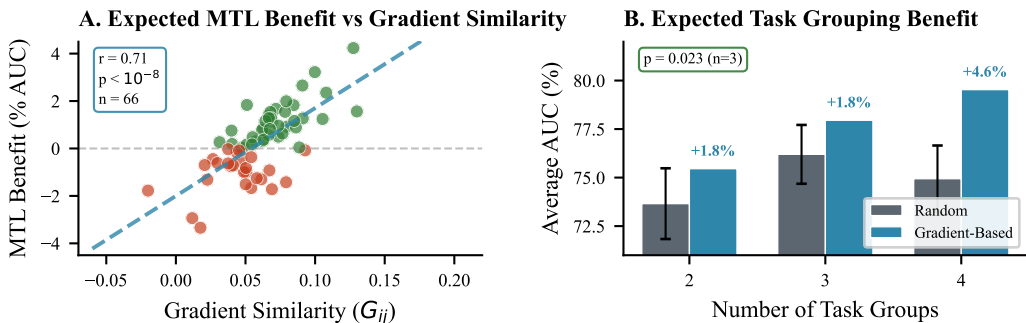 A. Expected MTL Benefit vs Gradient Similarity
r = 0.71
p < 10⁻⁸
n = 66
MTL Benefit (% AUC)
4
2
0
−2
−4
−0.05
0.00
0.05
0.10
0.15
0.20
Gradient Similarity (Gᵢⱼ)
B. Expected Task Grouping Benefit
p = 0.023 (n=3)
Average AUC (%)
80.0
77.5
75.0
72.5
+1.8%
+1.8%
+4.6%
Random
Gradient-Based
2
3
4
Number of Task Groups